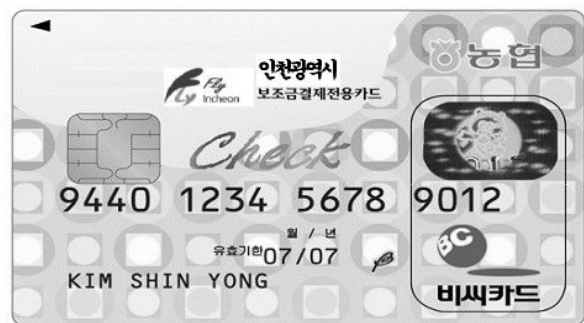 농협
인천광역시
Fly
Fly Incheon
보조금결제전용카드
Check
9440 1234 5678 9012
월 / 년
유효기한 07/07
KIM SHIN YONG
BC
비씨카드